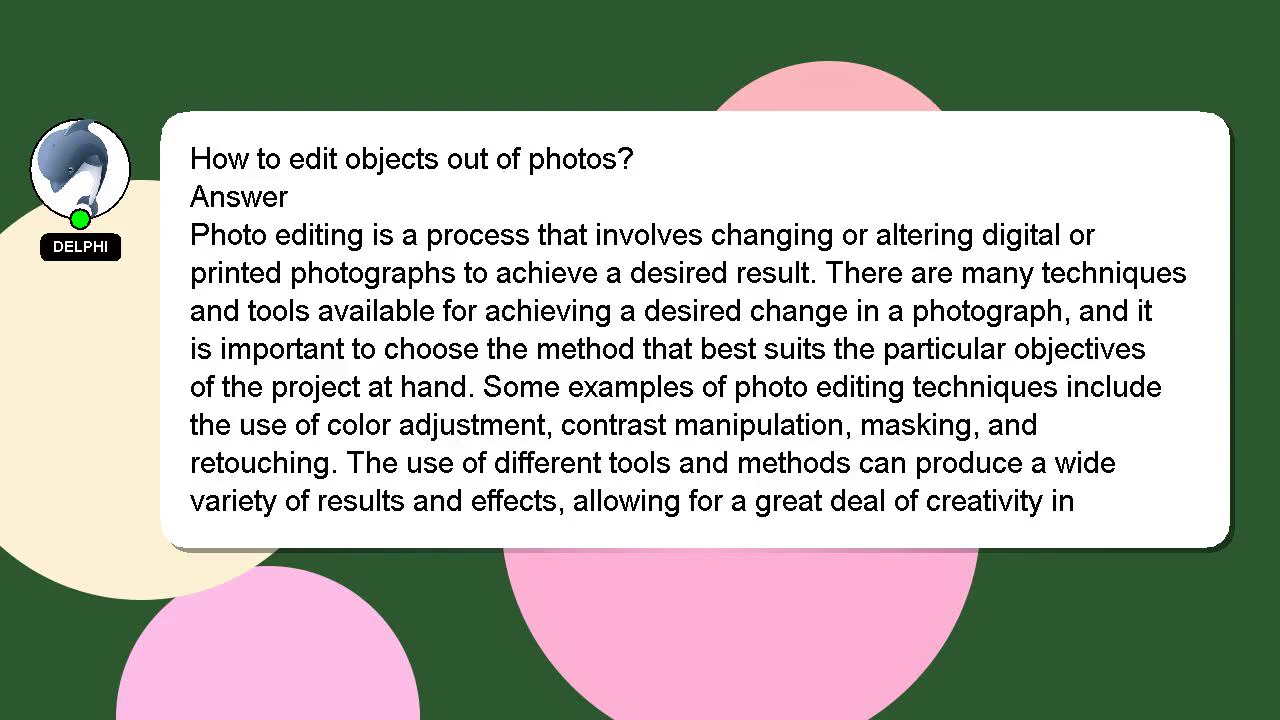 How to edit objects out of photos?
Answer
Photo editing is a process that involves changing or altering digital or
printed photographs to achieve a desired result. There are many techniques
and tools available for achieving a desired change in a photograph, and it
is important to choose the method that best suits the particular objectives
of the project at hand. Some examples of photo editing techniques include
the use of color adjustment, contrast manipulation, masking, and
retouching. The use of different tools and methods can produce a wide
variety of results and effects, allowing for a great deal of creativity in
DELPHI